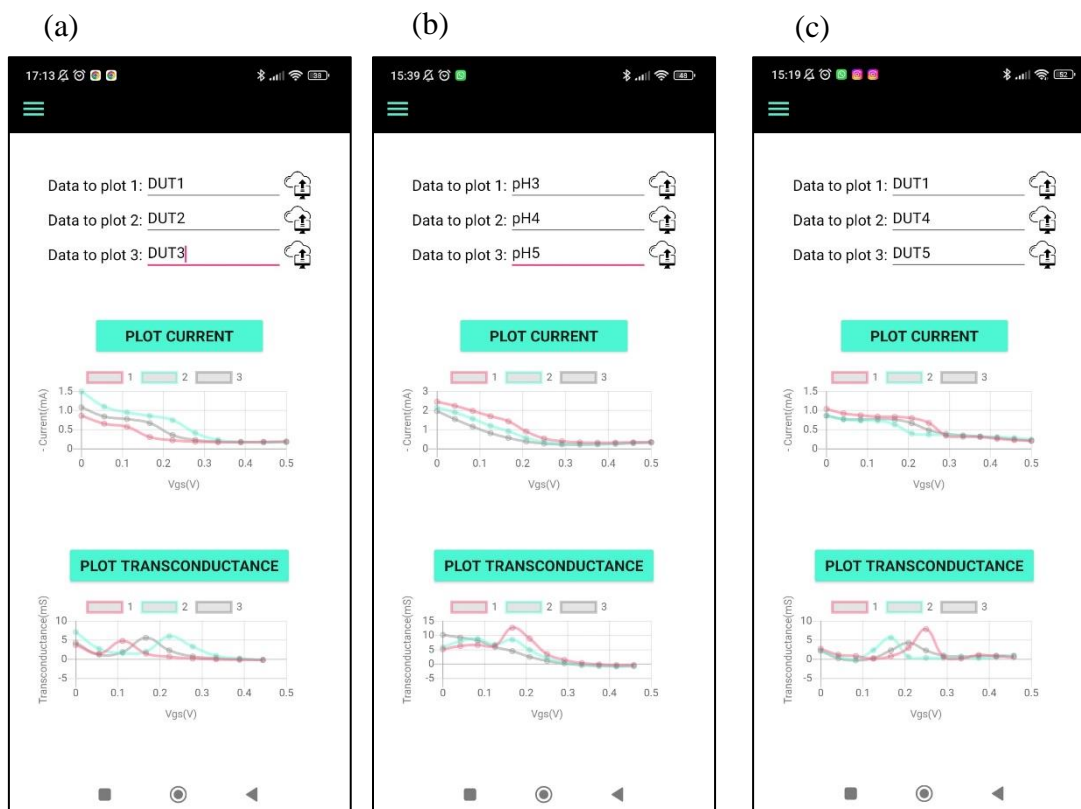 (a)
17:13
38
Data to plot 1: DUT1
Data to plot 2: DUT2
Data to plot 3: DUT3
PLOT CURRENT
1 2 3
- Current(mA)
1.5
1.0
0.5
0
0 0.1 0.2 0.3 0.4 0.5
Vgs(V)
PLOT TRANSCONDUCTANCE
1 2 3
Transconductance(mS)
10
5
0
-5
0 0.1 0.2 0.3 0.4 0.5
Vgs(V)
(b)
15:39
48
Data to plot 1: pH3
Data to plot 2: pH4
Data to plot 3: pH5
PLOT CURRENT
1 2 3
- Current(mA)
3
2
1
0
0 0.1 0.2 0.3 0.4 0.5
Vgs(V)
PLOT TRANSCONDUCTANCE
1 2 3
Transconductance(mS)
15
10
5
0
-5
0 0.1 0.2 0.3 0.4 0.5
Vgs(V)
(c)
15:19
52
Data to plot 1: DUT1
Data to plot 2: DUT4
Data to plot 3: DUT5
PLOT CURRENT
1 2 3
- Current(mA)
1.5
1.0
0.5
0
0 0.1 0.2 0.3 0.4 0.5
Vgs(V)
PLOT TRANSCONDUCTANCE
1 2 3
Transconductance(mS)
10
5
0
-5
0 0.1 0.2 0.3 0.4 0.5
Vgs(V)